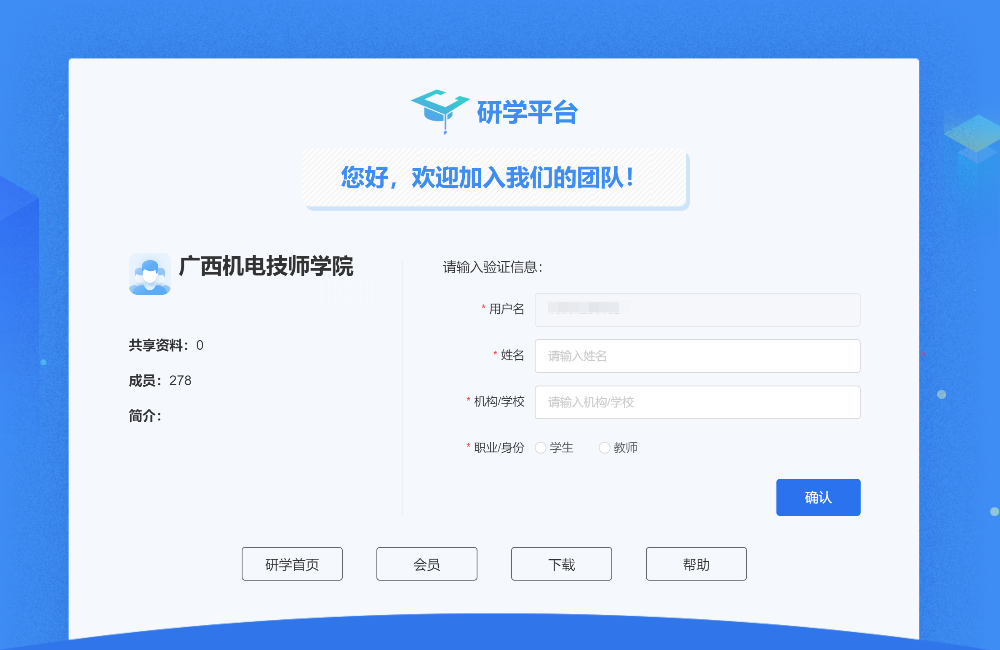 研学平台
您好，欢迎加入我们的团队！
广西机电技师学院
共享资料：0
成员：278
简介：
请输入验证信息：
* 用户名
* 姓名 请输入姓名
* 机构/学校 请输入机构/学校
* 职业/身份 学生 教师
确认
研学首页 会员 下载 帮助